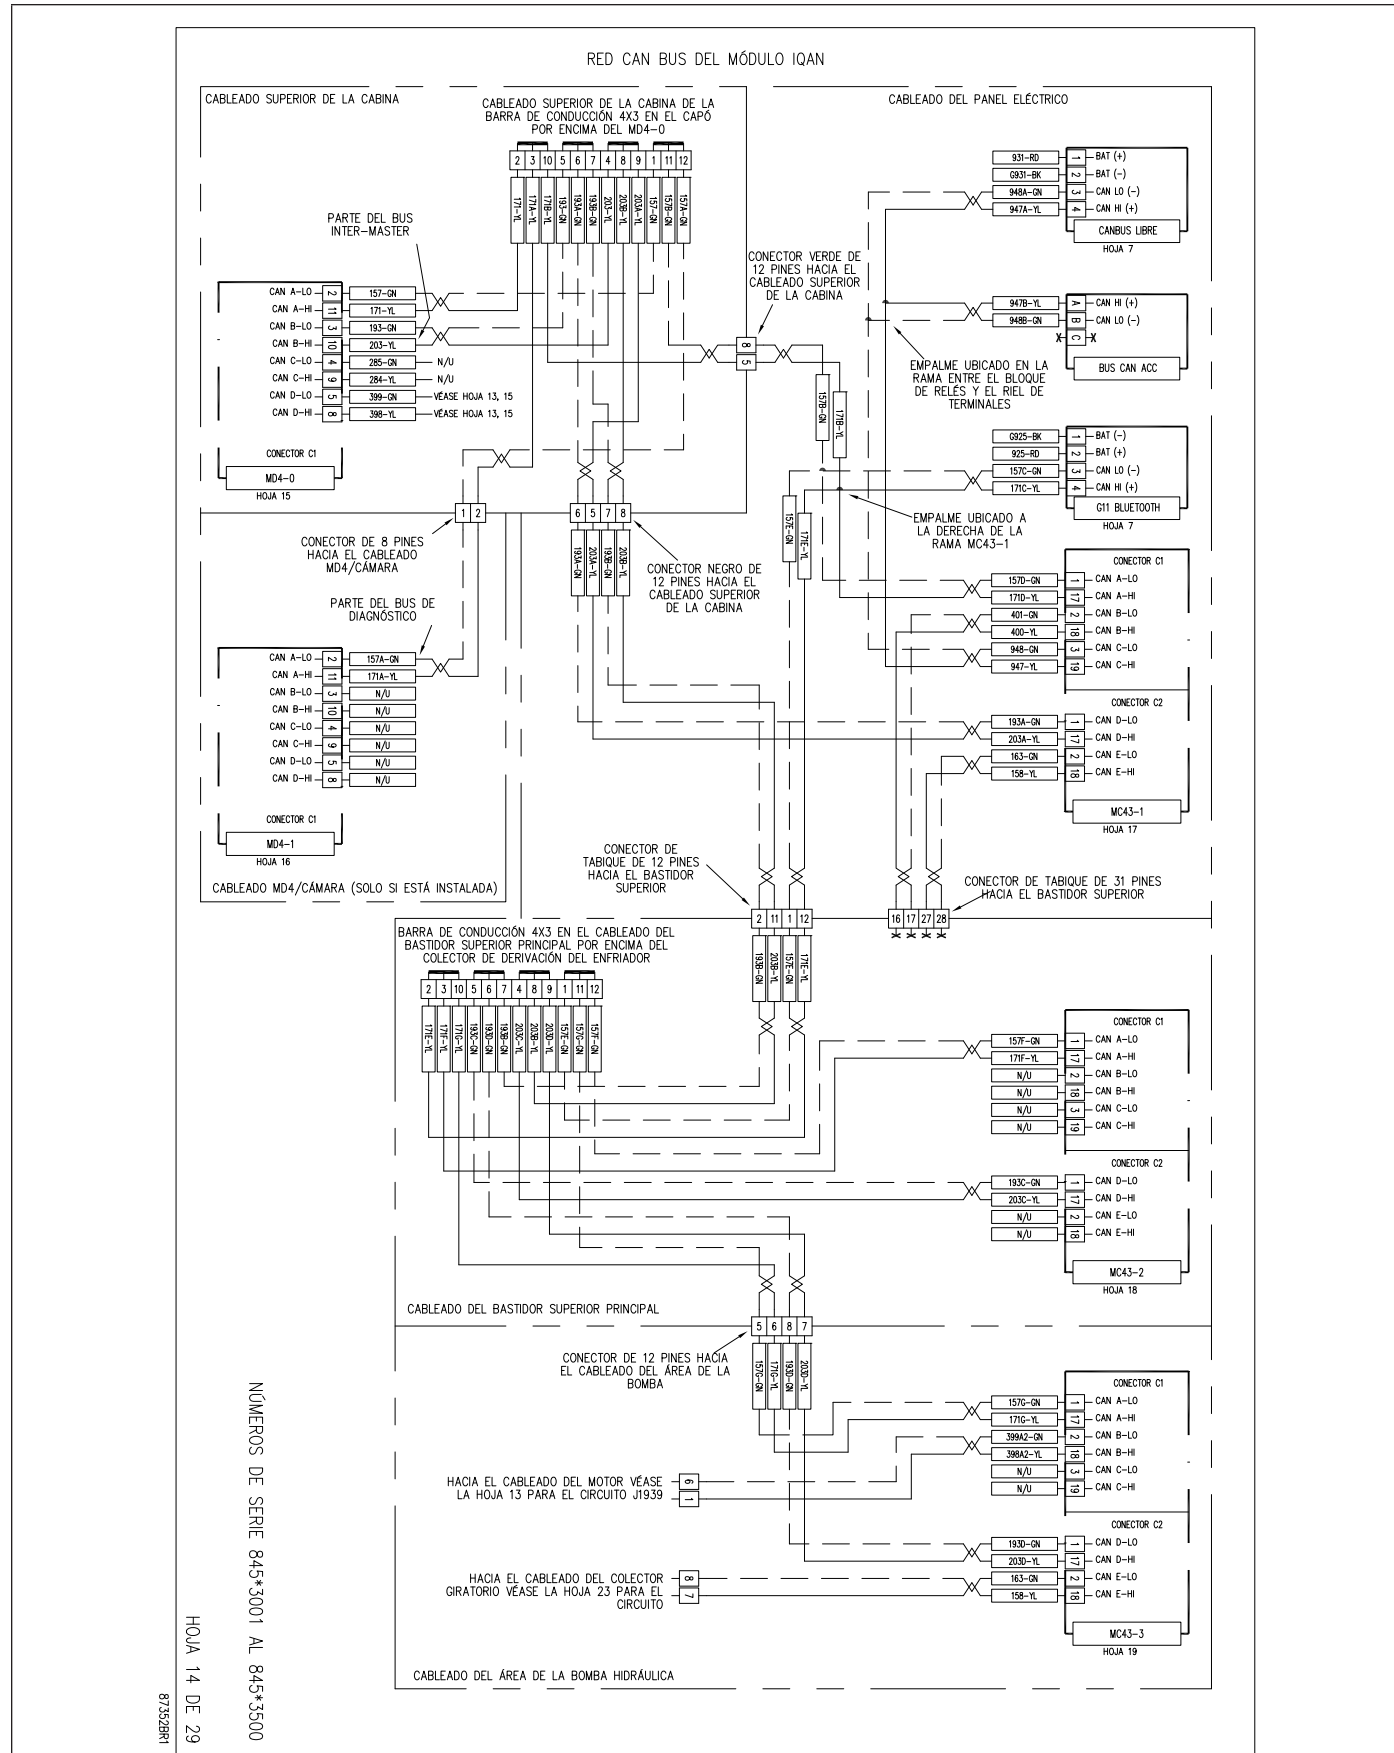 RED CAN BUS DEL MÓDULO IQAN
CABLEADO SUPERIOR DE LA CABINA
CABLEADO SUPERIOR DE LA CABINA DE LA
BARRA DE CONDUCCIÓN 4X3 EN EL CAPÓ
POR ENCIMA DEL MD4-0
2 3 10 5 6 7 4 8 9 1 11 12
171-YL 171A-YL 171B-YL 193-GN 193A-GN 193B-GN 203-YL 203B-YL 203A-YL 157-GN 157B-GN 157A-GN
CABLEADO DEL PANEL ELÉCTRICO
931-RD 1 BAT (+)
G931-BK 2 BAT (-)
948A-GN 3 CAN LO (-)
947A-YL 4 CAN HI (+)
CANBUS LIBRE
HOJA 7
PARTE DEL BUS
INTER-MASTER
CAN A-LO 2 157-GN
CAN A-HI 11 171-YL
CAN B-LO 3 193-GN
CAN B-HI 10 203-YL
CAN C-LO 4 285-GN N/U
CAN C-HI 9 284-YL N/U
CAN D-LO 5 399-GN VÉASE HOJA 13, 15
CAN D-HI 8 398-YL VÉASE HOJA 13, 15
CONECTOR C1
MD4-0
HOJA 15
CONECTOR VERDE DE
12 PINES HACIA EL
CABLEADO SUPERIOR
DE LA CABINA
8
5
157B-GN 171B-YL
947B-YL A CAN HI (+)
948B-GN B CAN LO (-)
X C X
BUS CAN ACC
EMPALME UBICADO EN LA
RAMA ENTRE EL BLOQUE
DE RELÉS Y EL RIEL DE
TERMINALES
G925-BK 1 BAT (-)
925-RD 2 BAT (+)
157C-GN 3 CAN LO (-)
171C-YL 4 CAN HI (+)
G11 BLUETOOTH
HOJA 7
157E-GN 171E-YL
EMPALME UBICADO A
LA DERECHA DE LA
RAMA MC43-1
1 2
CONECTOR DE 8 PINES
HACIA EL CABLEADO
MD4/CÁMARA
6 5 7 8
193A-GN 203A-YL 193B-GN 203B-YL
CONECTOR NEGRO DE
12 PINES HACIA EL
CABLEADO SUPERIOR
DE LA CABINA
CONECTOR C1
157D-GN 1 CAN A-LO
171D-YL 17 CAN A-HI
401-GN 2 CAN B-LO
400-YL 18 CAN B-HI
948-GN 3 CAN C-LO
947-YL 19 CAN C-HI
CONECTOR C2
193A-GN 1 CAN D-LO
203A-YL 17 CAN D-HI
163-GN 2 CAN E-LO
158-YL 18 CAN E-HI
MC43-1
HOJA 17
PARTE DEL BUS DE
DIAGNÓSTICO
CAN A-LO 2 157A-GN
CAN A-HI 11 171A-YL
CAN B-LO 3 N/U
CAN B-HI 10 N/U
CAN C-LO 4 N/U
CAN C-HI 9 N/U
CAN D-LO 5 N/U
CAN D-HI 8 N/U
CONECTOR C1
MD4-1
HOJA 16
CABLEADO MD4/CÁMARA (SOLO SI ESTÁ INSTALADA)
CONECTOR DE
TABIQUE DE 12 PINES
HACIA EL BASTIDOR
SUPERIOR
2 11 1 12
193B-GN 203B-YL 157E-GN 171E-YL
CONECTOR DE TABIQUE DE 31 PINES
HACIA EL BASTIDOR SUPERIOR
16 17 27 28
X X X X
BARRA DE CONDUCCIÓN 4X3 EN EL CABLEADO DEL
BASTIDOR SUPERIOR PRINCIPAL POR ENCIMA DEL
COLECTOR DE DERIVACIÓN DEL ENFRIADOR
2 3 10 5 6 7 4 8 9 1 11 12
171E-YL 171F-YL 171G-YL 193C-GN 193D-GN 193B-GN 203C-YL 203B-YL 203D-YL 157E-GN 157G-GN 157F-GN
CONECTOR C1
157F-GN 1 CAN A-LO
171F-YL 17 CAN A-HI
N/U 2 CAN B-LO
N/U 18 CAN B-HI
N/U 3 CAN C-LO
N/U 19 CAN C-HI
CONECTOR C2
193C-GN 1 CAN D-LO
203C-YL 17 CAN D-HI
N/U 2 CAN E-LO
N/U 18 CAN E-HI
MC43-2
HOJA 18
CABLEADO DEL BASTIDOR SUPERIOR PRINCIPAL
5 6 8 7
157G-GN 171G-YL 193D-GN 203D-YL
CONECTOR DE 12 PINES HACIA
EL CABLEADO DEL ÁREA DE LA
BOMBA
CONECTOR C1
157G-GN 1 CAN A-LO
171G-YL 17 CAN A-HI
399A2-GN 2 CAN B-LO
398A2-YL 18 CAN B-HI
N/U 3 CAN C-LO
N/U 19 CAN C-HI
CONECTOR C2
193D-GN 1 CAN D-LO
203D-YL 17 CAN D-HI
163-GN 2 CAN E-LO
158-YL 18 CAN E-HI
MC43-3
HOJA 19
HACIA EL CABLEADO DEL MOTOR VÉASE
LA HOJA 13 PARA EL CIRCUITO J1939
6
1
HACIA EL CABLEADO DEL COLECTOR
GIRATORIO VÉASE LA HOJA 23 PARA EL
CIRCUITO
8
7
CABLEADO DEL ÁREA DE LA BOMBA HIDRÁULICA
NÚMEROS DE SERIE 845*3001 AL 845*3500
HOJA 14 DE 29
87352BR1